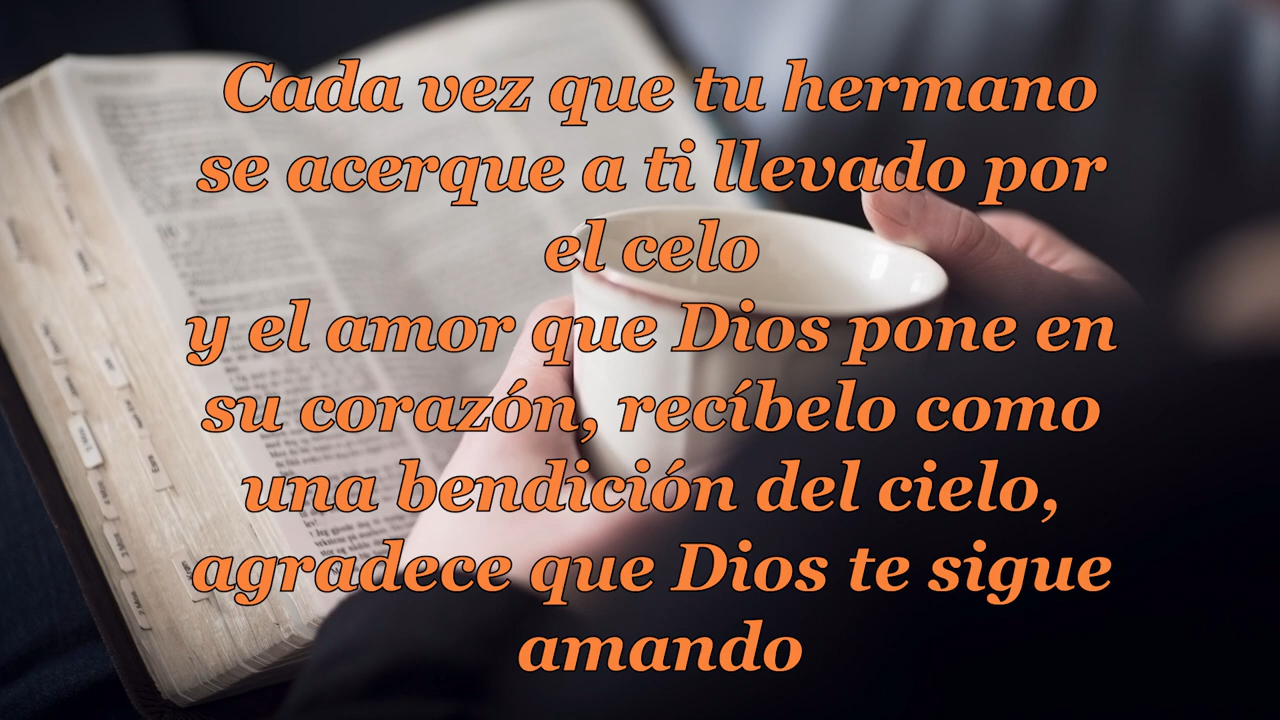 Cada vez que tu hermano
se acerque a ti llevado por
el celo
y el amor que Dios pone en
su corazón, recíbelo como
una bendición del cielo,
agradece que Dios te sigue
amando